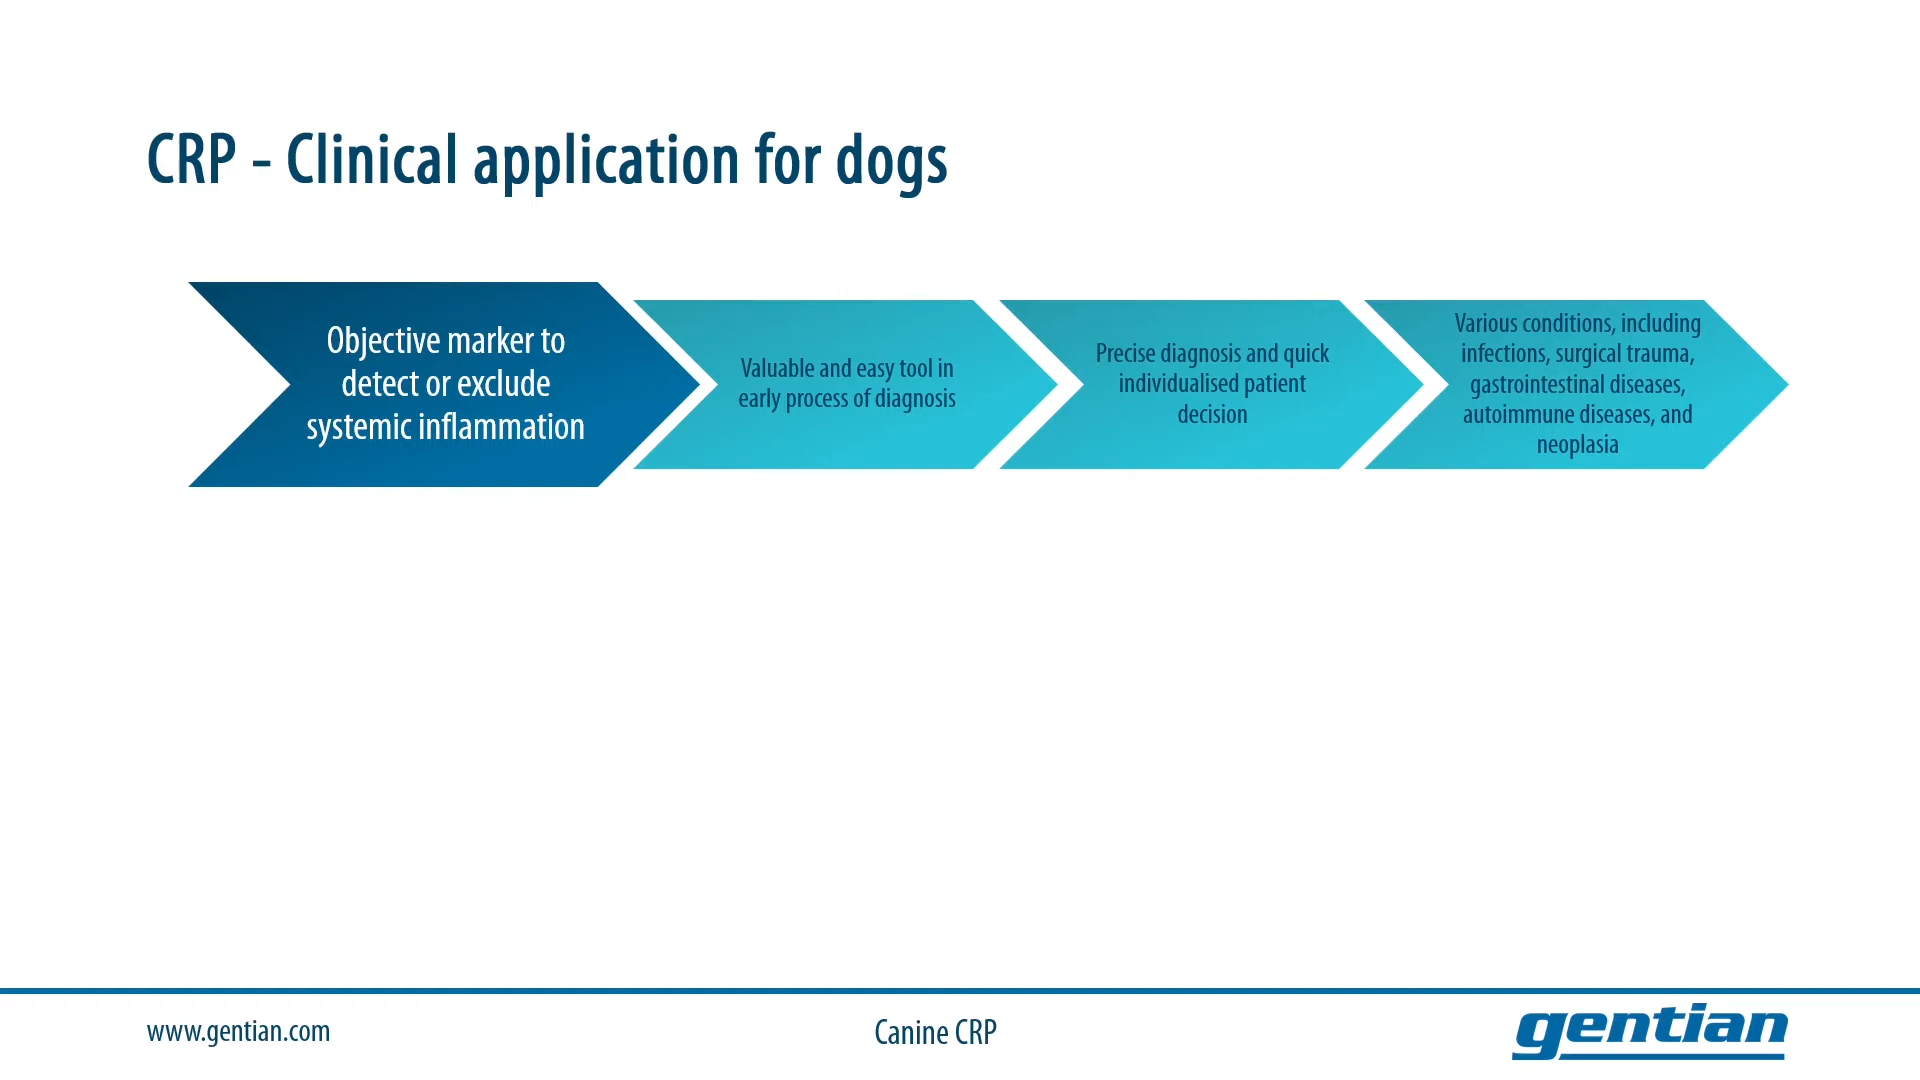 CRP - Clinical application for dogs
Objective marker to
detect or exclude
systemic inflammation
Valuable and easy tool in
early process of diagnosis
Precise diagnosis and quick
individualised patient
decision
Various conditions, including
infections, surgical trauma,
gastrointestinal diseases,
autoimmune diseases, and
neoplasia
www.gentian.com
Canine CRP
gentian